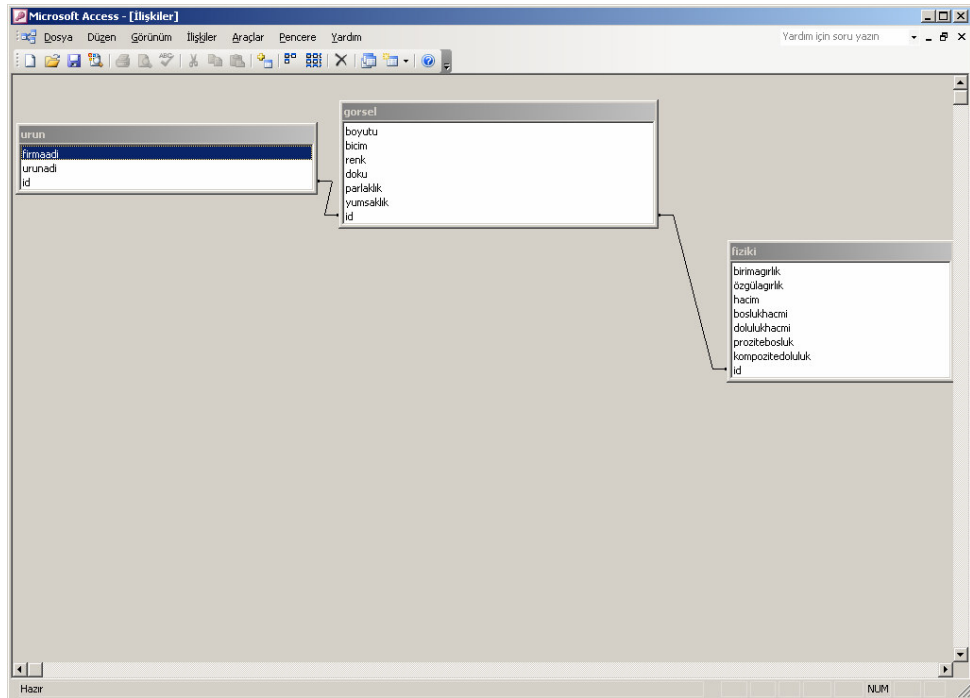 Microsoft Access - [İlişkiler]
Dosya Düzen Görünüm İlişkiler Araçlar Pencere Yardım Yardım için soru yazın
urun
firmaadi
urunadi
id
gorsel
boyutu
bicim
renk
doku
parlaklık
yumsaklık
id
fiziki
birimagırlık
özgülagırlık
hacim
boslukhacmi
dolulukhacmi
prozitebosluk
kompozitedoluluk
id
Hazır NUM